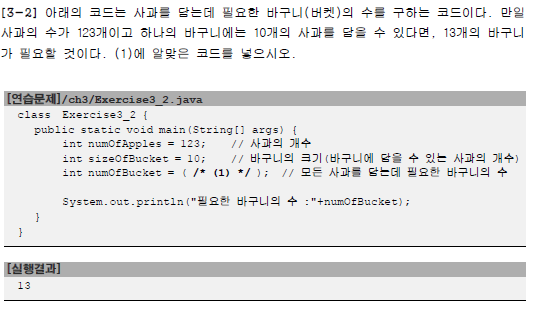 [3-2] 아래의 코드는 사과를 담는데 필요한 바구니(버켓)의 수를 구하는 코드이다. 만일
사과의 수가 123개이고 하나의 바구니에는 10개의 사과를 담을 수 있다면, 13개의 바구니
가 필요할 것이다. (1)에 알맞은 코드를 넣으시오.
[연습문제]/ch3/Exercise3_2.java
class Exercise3_2 {
public static void main(String[] args) {
int numOfApples = 123; // 사과의 개수
int sizeOfBucket = 10; // 바구니의 크기(바구니에 담을 수 있는 사과의 개수)
int numOfBucket = ( /* (1) */ ); // 모든 사과를 담는데 필요한 바구니의 수
System.out.println("필요한 바구니의 수 :"+numOfBucket);
}
}
[실행결과]
13